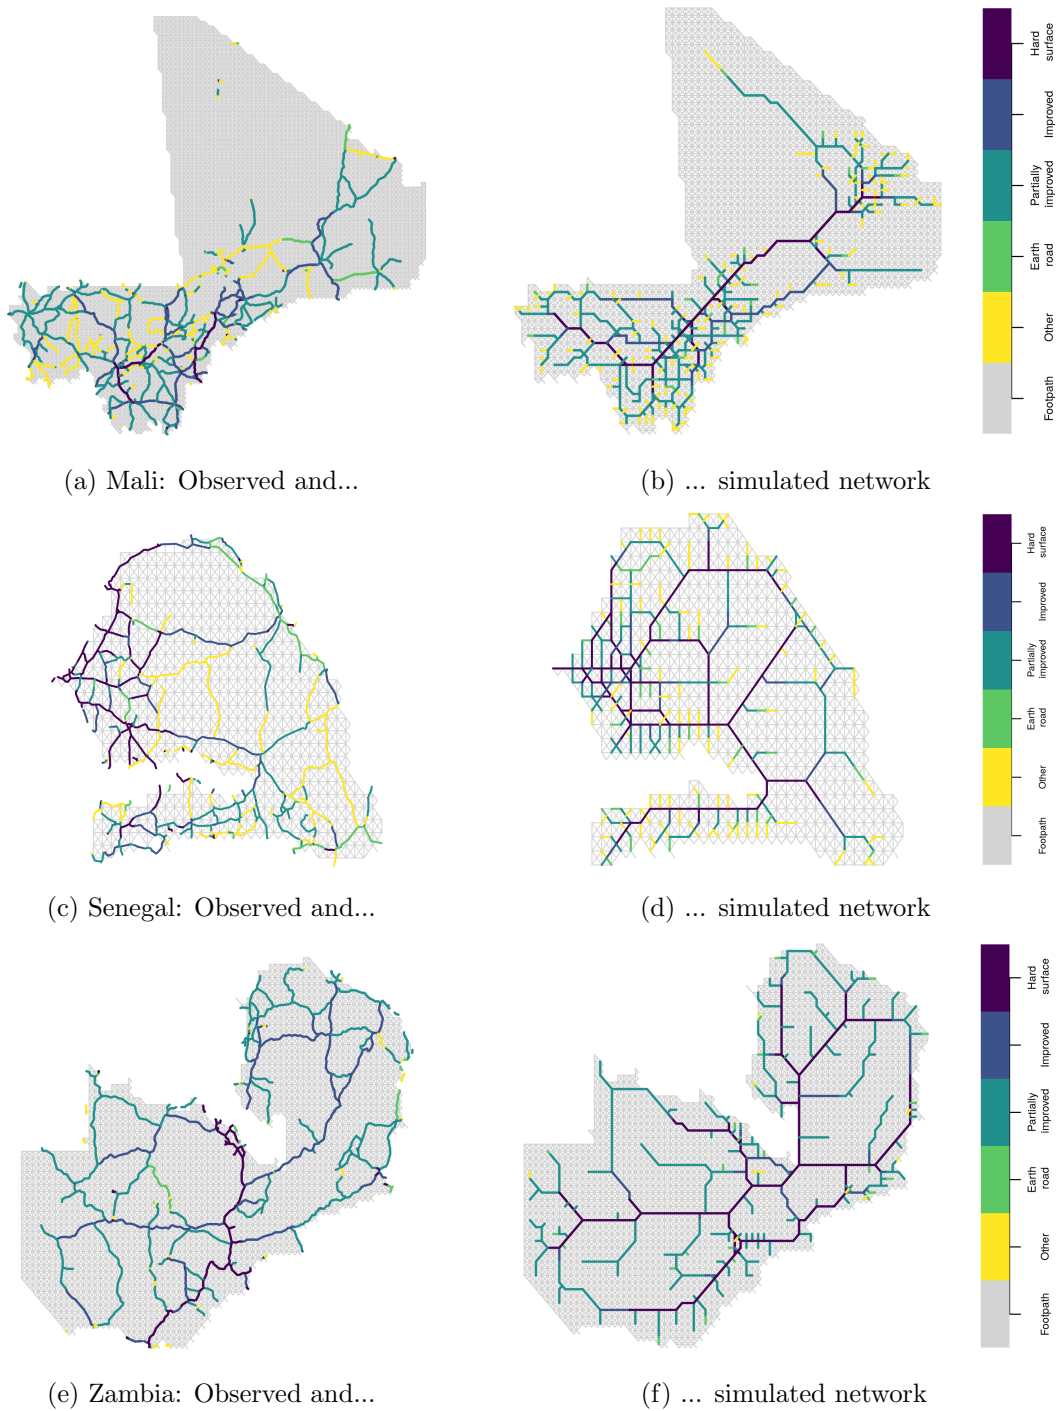 Hard
surface
Improved
Partially
improved
Earth
road
Other
Footpath
(a) Mali: Observed and...
(b) ... simulated network
Hard
surface
Improved
Partially
improved
Earth
road
Other
Footpath
(c) Senegal: Observed and...
(d) ... simulated network
Hard
surface
Improved
Partially
improved
Earth
road
Other
Footpath
(e) Zambia: Observed and...
(f) ... simulated network